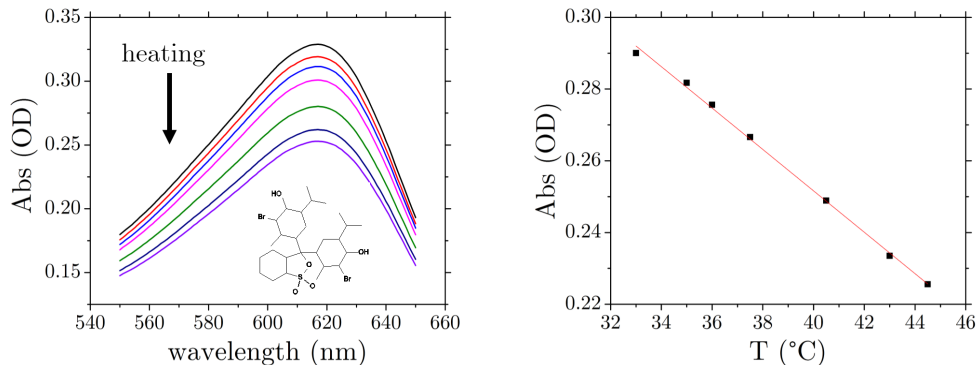 0.35
0.30
0.25
0.20
0.15
Abs (OD)
heating
HO
Br
OH
O
S
O
O
Br
540 560 580 600 620 640 660
wavelength (nm)
0.30
0.28
0.26
0.24
0.22
Abs (OD)
32 34 36 38 40 42 44 46
T (°C)